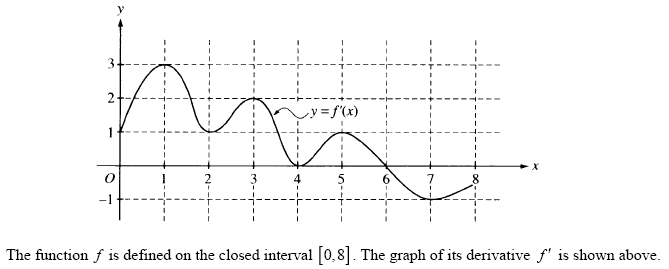 y
3
2
y = f′(x)
1
O 1 2 3 4 5 6 7 8 x
−1
The function f is defined on the closed interval [0,8]. The graph of its derivative f′ is shown above.